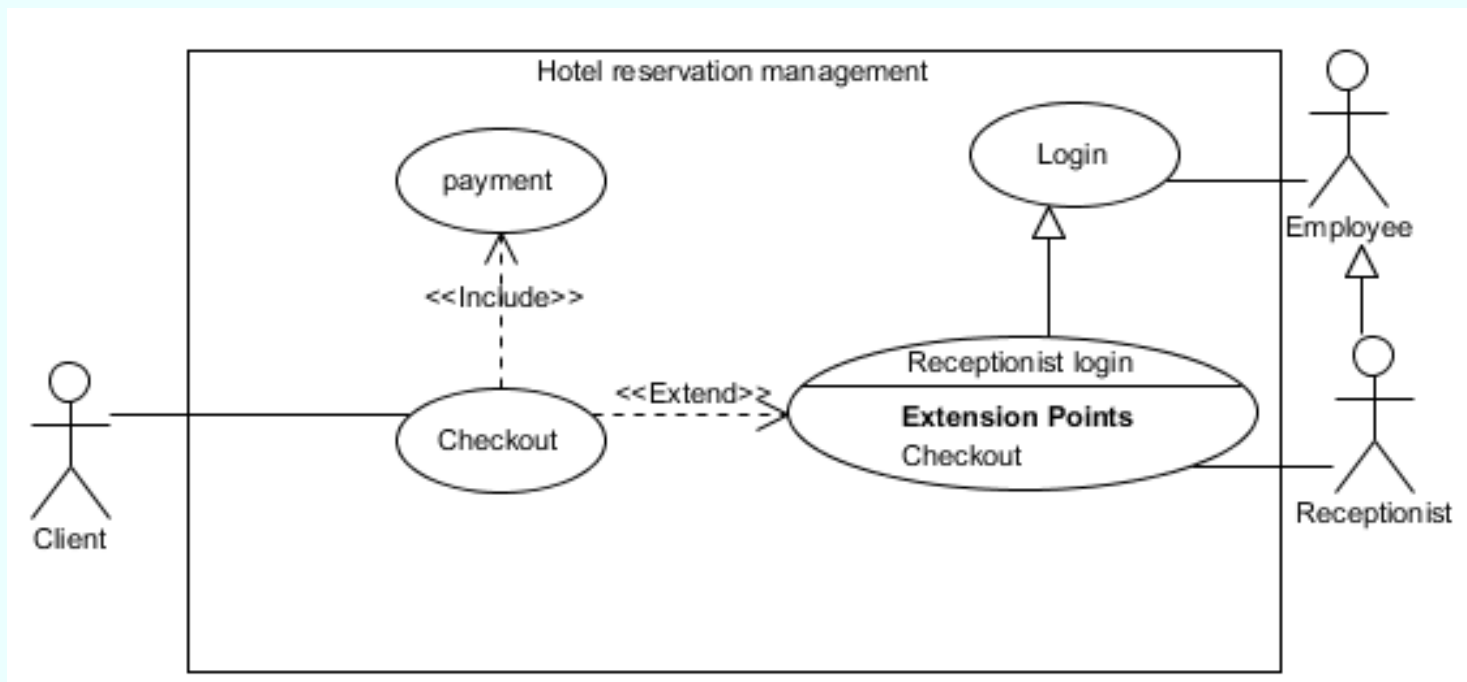 Hotel reservation management
payment
Login
Employee
<<Include>>
Receptionist login
<<Extend>>
Extension Points
Checkout
Checkout
Client
Receptionist